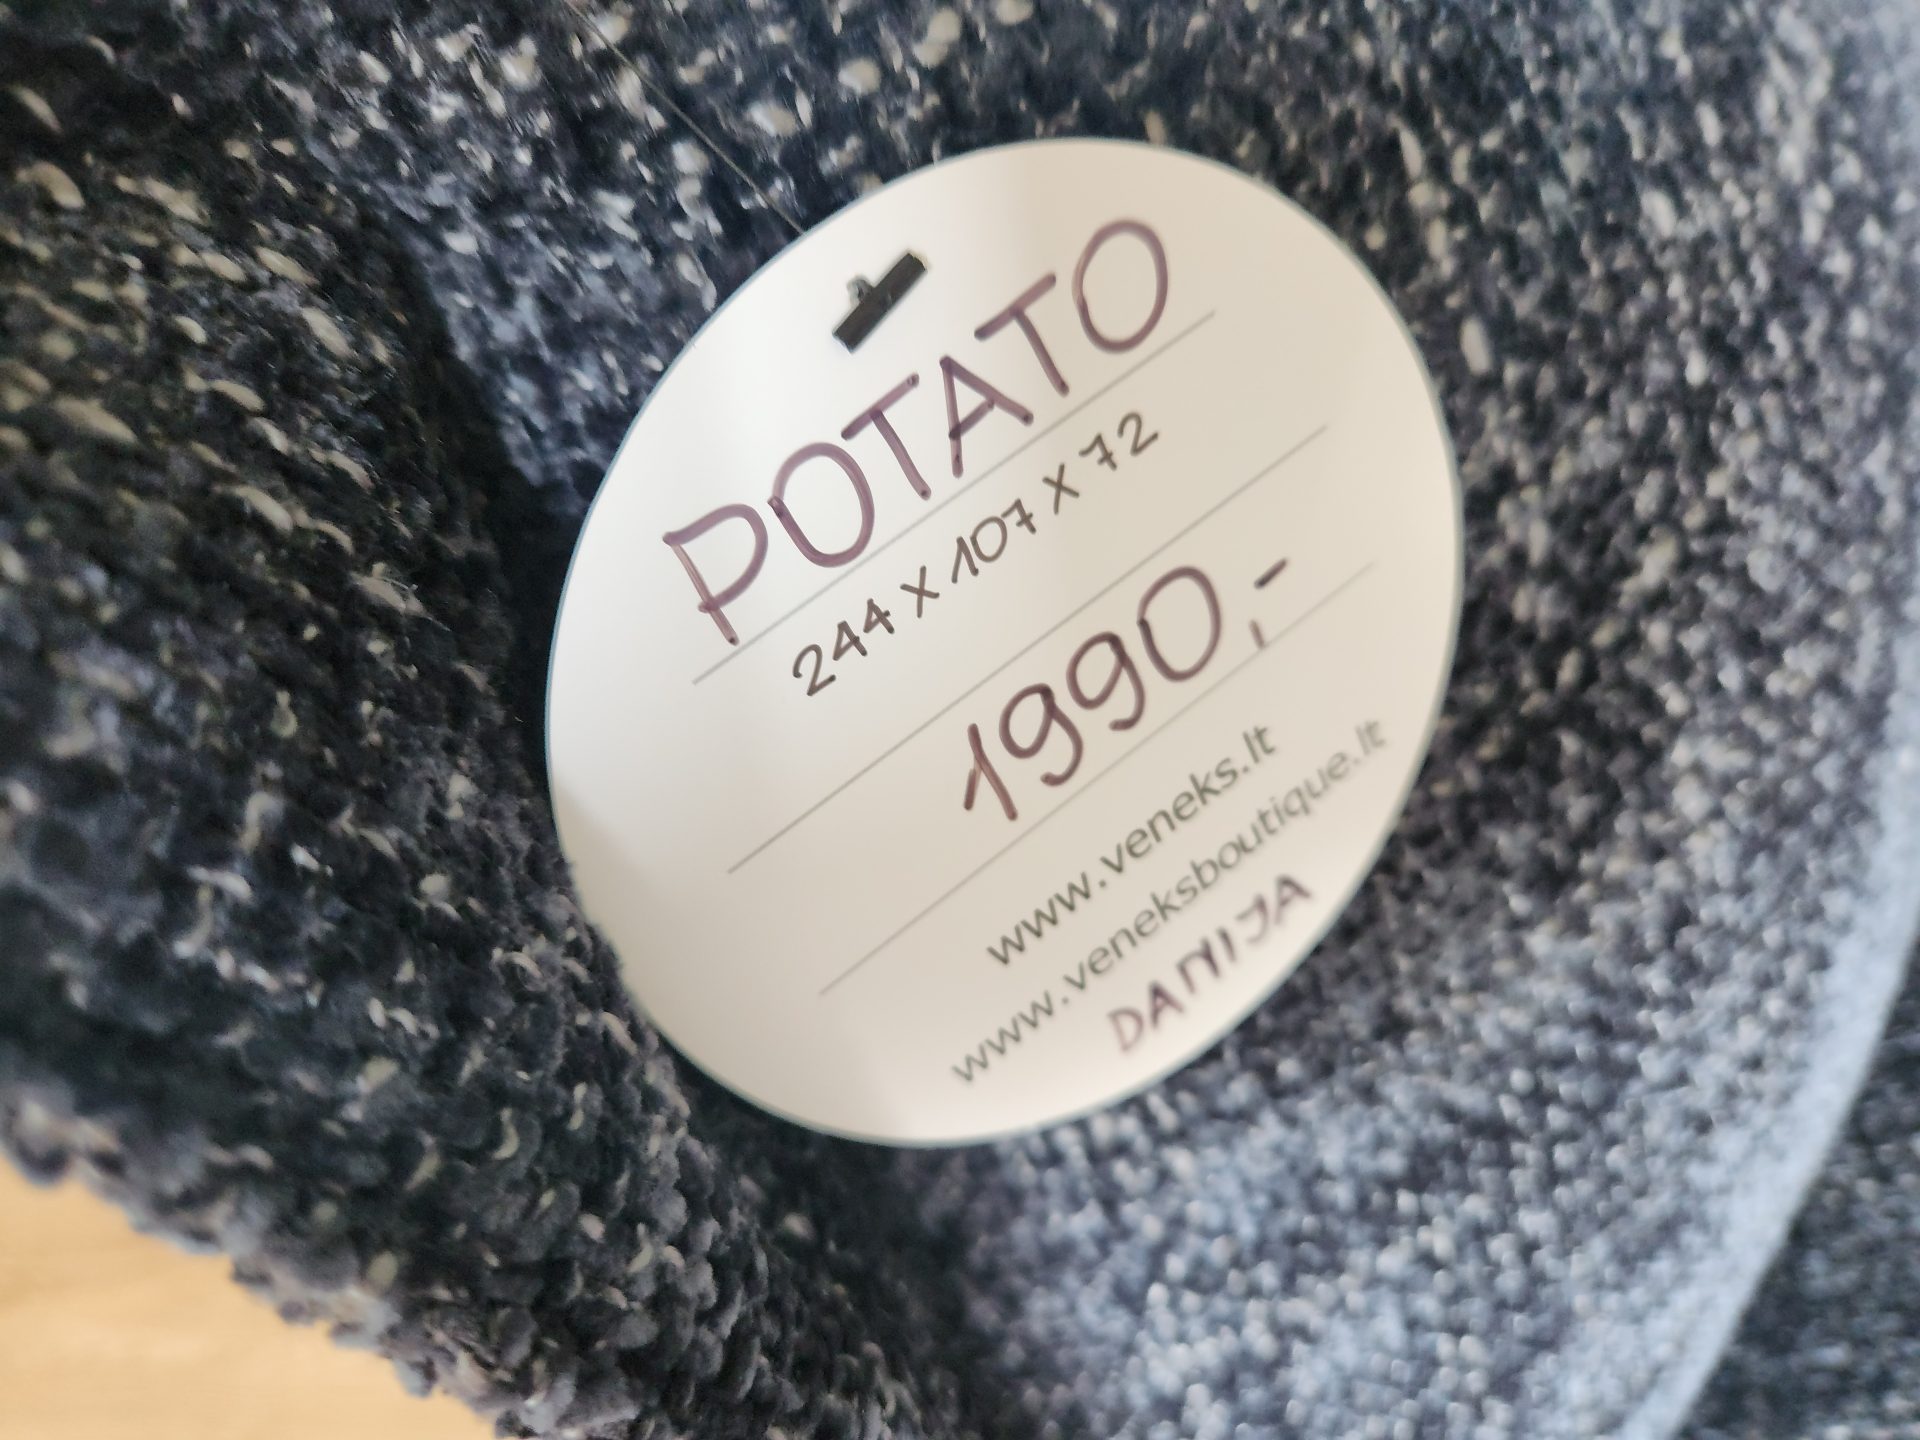 POTATO
244 X 107 X 72
1990,-
www.veneks.lt
www.veneksboutique.lt
DANIJA